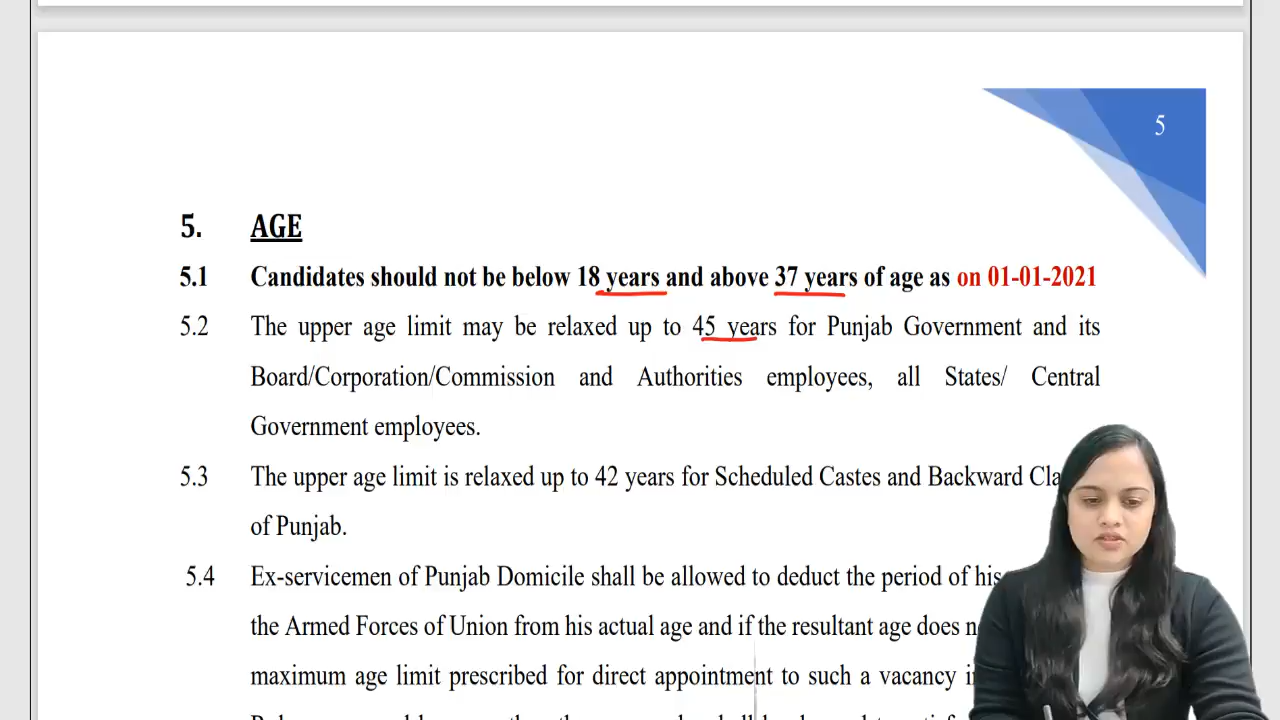 5
5. AGE
5.1 Candidates should not be below 18 years and above 37 years of age as on 01-01-2021
5.2 The upper age limit may be relaxed up to 45 years for Punjab Government and its
Board/Corporation/Commission and Authorities employees, all States/ Central
Government employees.
5.3 The upper age limit is relaxed up to 42 years for Scheduled Castes and Backward
of Punjab.
5.4 Ex-servicemen of Punjab Domicile shall be allowed to deduct the period of his
the Armed Forces of Union from his actual age and if the resultant age does
maximum age limit prescribed for direct appointment to such a vacancy